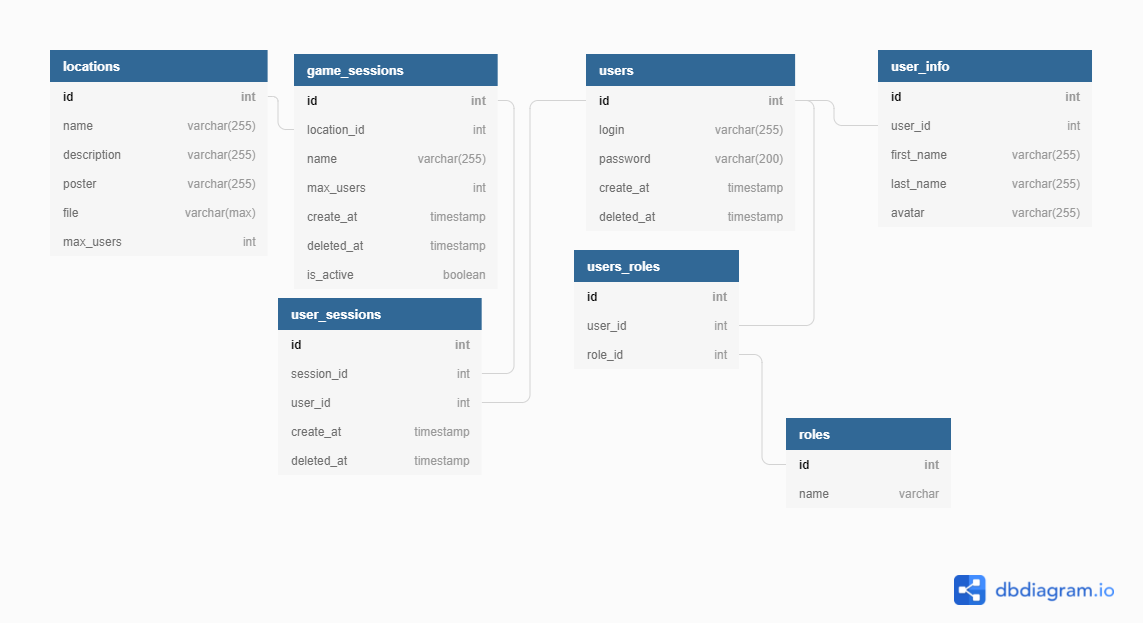 locations
id int
name varchar(255)
description varchar(255)
poster varchar(255)
file varchar(max)
max_users int
game_sessions
id int
location_id int
name varchar(255)
max_users int
create_at timestamp
deleted_at timestamp
is_active boolean
user_sessions
id int
session_id int
user_id int
create_at timestamp
deleted_at timestamp
users
id int
login varchar(255)
password varchar(200)
create_at timestamp
deleted_at timestamp
users_roles
id int
user_id int
role_id int
user_info
id int
user_id int
first_name varchar(255)
last_name varchar(255)
avatar varchar(255)
roles
id int
name varchar
dbdiagram.io